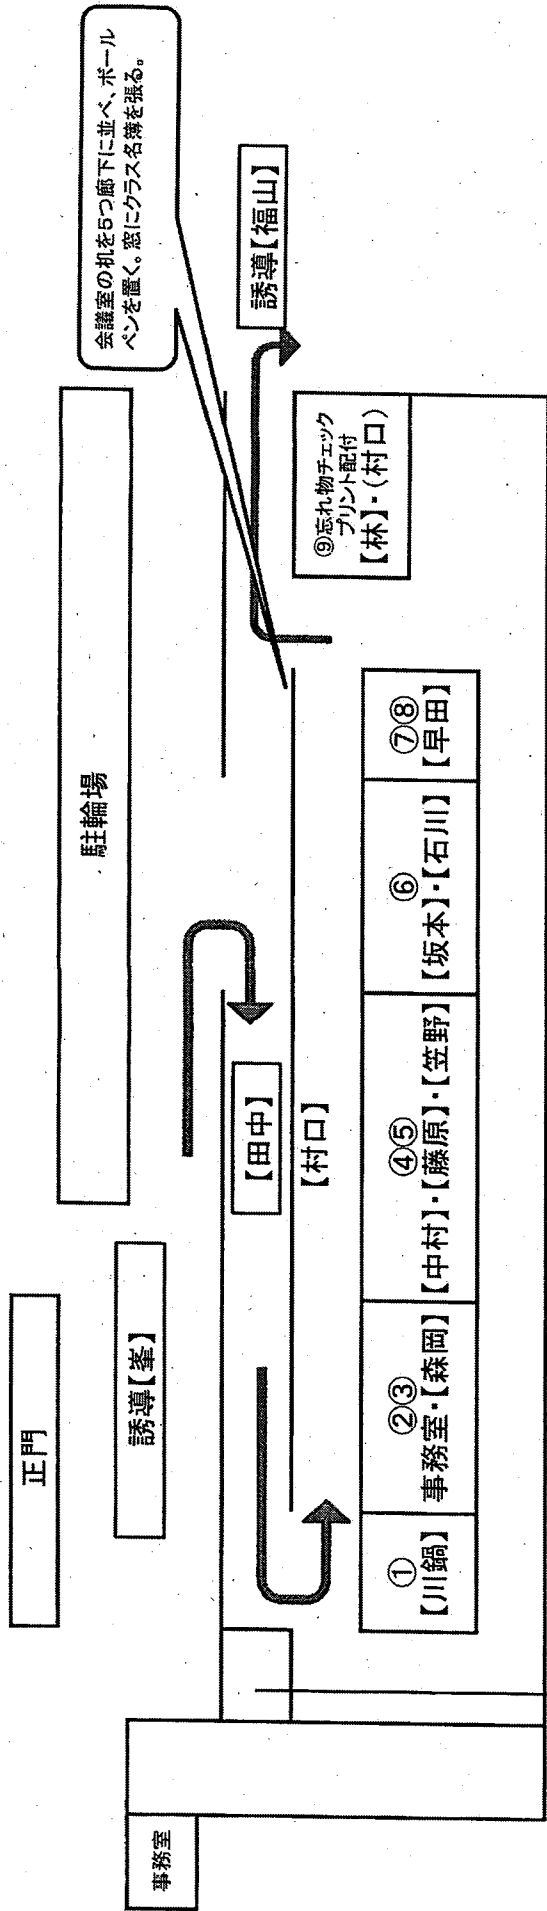 会議室の机を5つ廊下に並べ、ボール
ペンを置く。窓にクラス名簿を張る。
正門
駐輪場
誘導【峯】
誘導【福山】
【田中】
【村口】
事務室
①
【川鍋】
②③
事務室・【森岡】
④⑤
【中村】・【藤原】・【笠野】
⑥
【坂本】・【石川】
⑦⑧
【早田】
⑨忘れ物チェック
プリント配付
【林】・(村口)